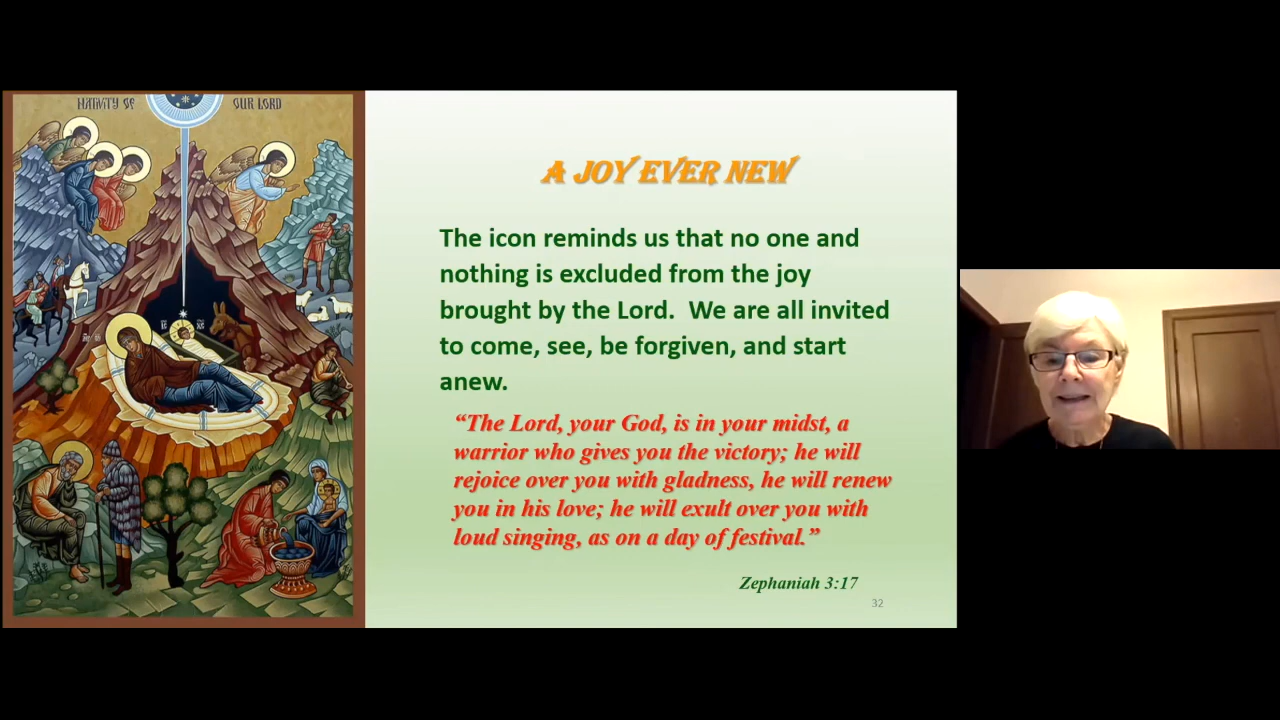 NATIVITY OF OUR LORD
A JOY EVER NEW
The icon reminds us that no one and
nothing is excluded from the joy
brought by the Lord.  We are all invited
to come, see, be forgiven, and start
anew.
“The Lord, your God, is in your midst, a
warrior who gives you the victory; he will
rejoice over you with gladness, he will renew
you in his love; he will exult over you with
loud singing, as on a day of festival.”
Zephaniah 3:17
32